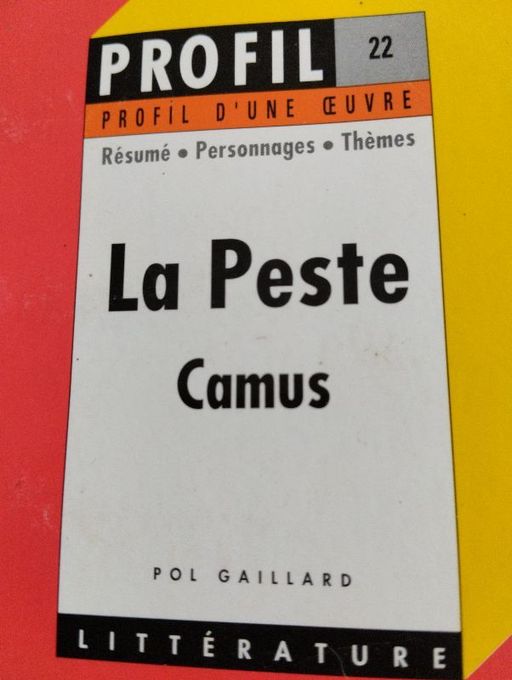 PROFIL 22
PROFIL D'UNE ŒUVRE
Résumé • Personnages • Thèmes
La Peste
Camus
POL GAILLARD
LITTÉRATURE